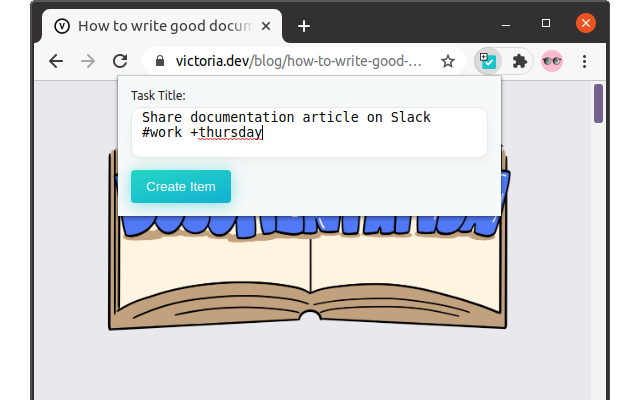 V How to write good docum
victoria.dev/blog/how-to-write-good-...
Task Title:
Share documentation article on Slack
#work +thursday
Create Item